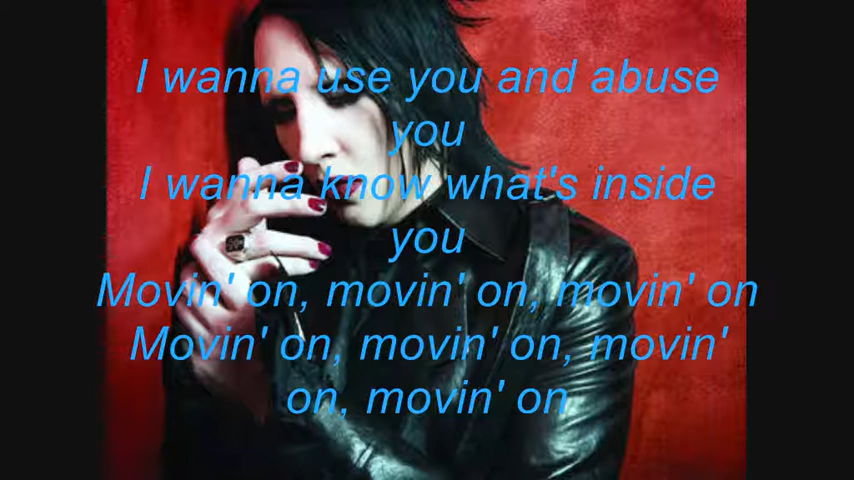 I wanna use you and abuse
you
I wanna know what's inside
you
Movin' on, movin' on, movin' on
Movin' on, movin' on, movin'
on, movin' on